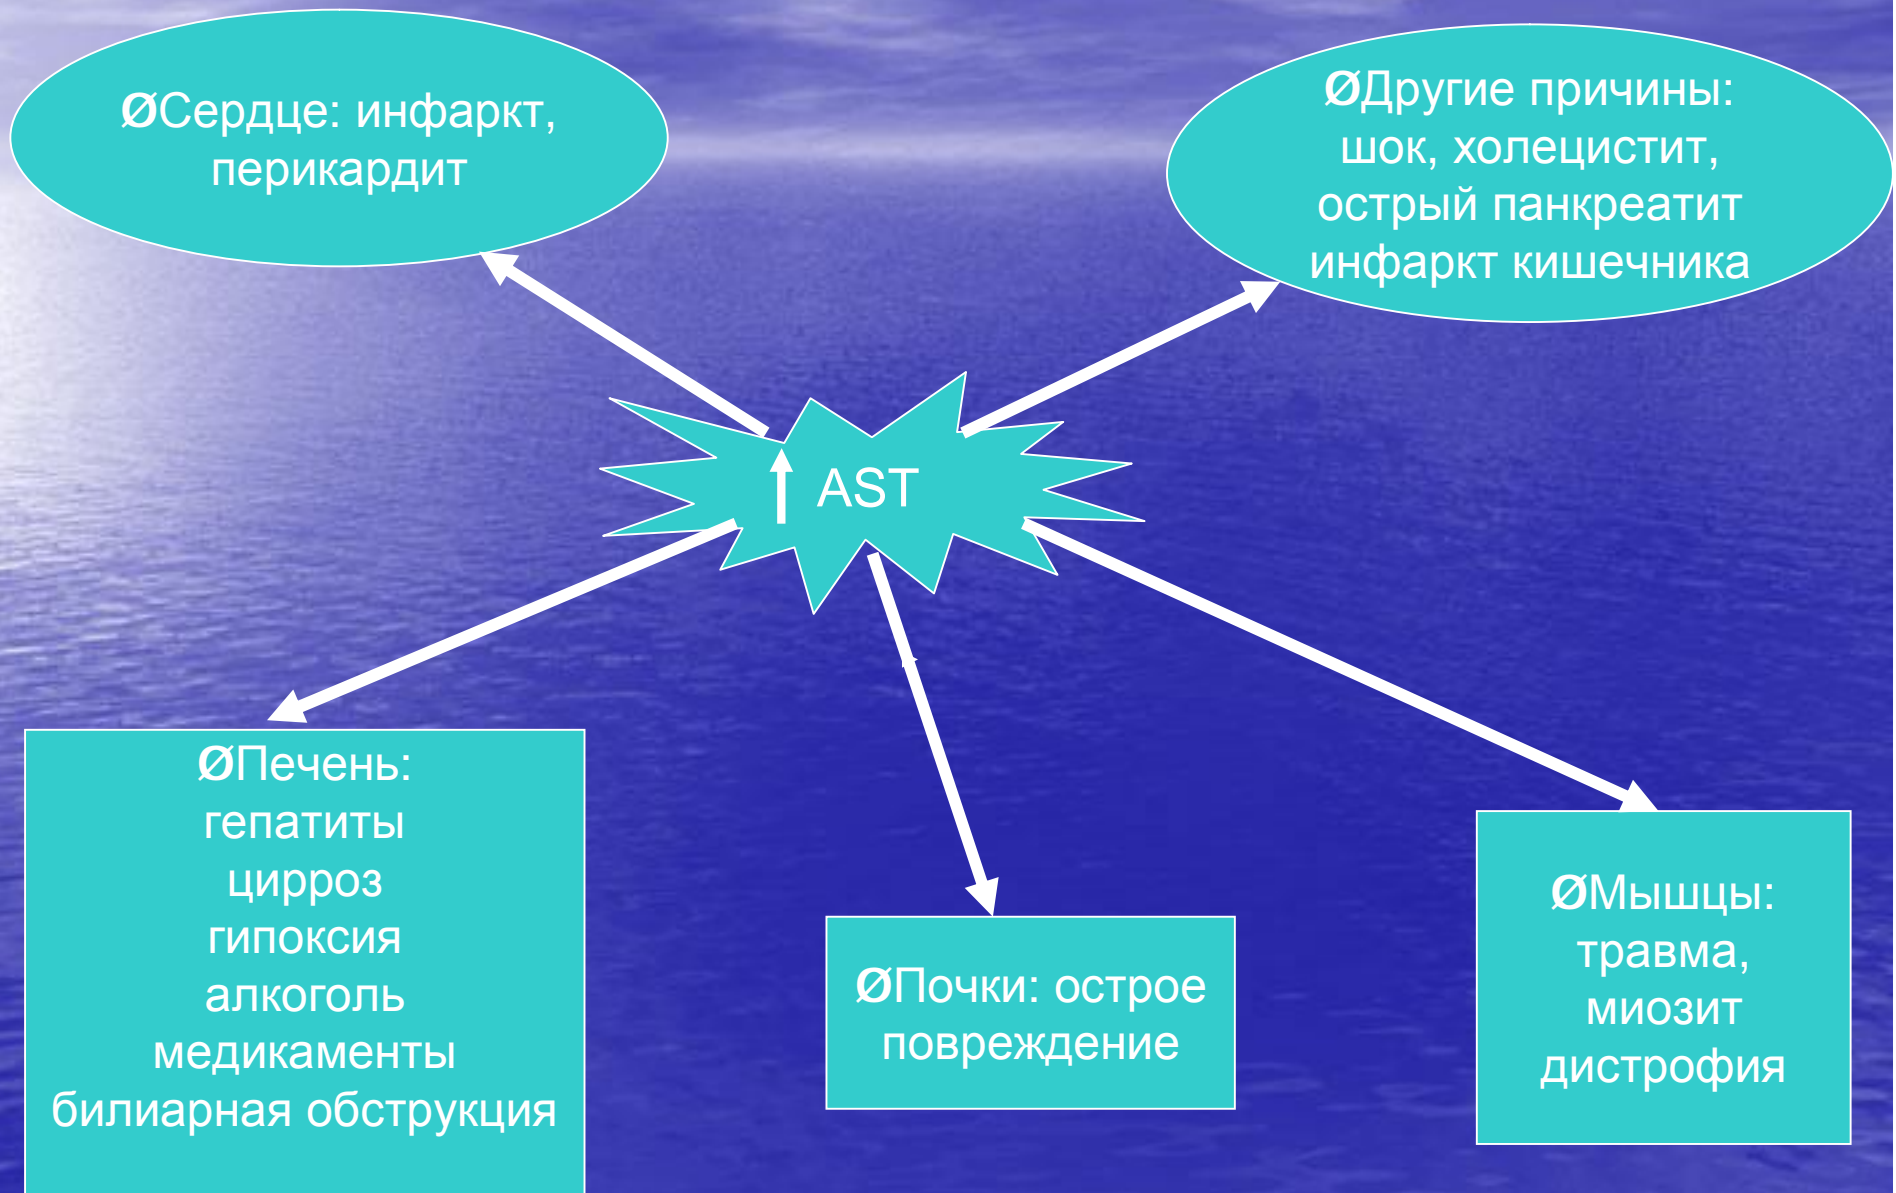 ØСердце: инфаркт,
перикардит
ØДругие причины:
шок, холецистит,
острый панкреатит
инфаркт кишечника
AST
ØПечень:
гепатиты
цирроз
гипоксия
алкоголь
медикаменты
билиарная обструкция
ØПочки: острое
повреждение
ØМышцы:
травма,
миозит
дистрофия